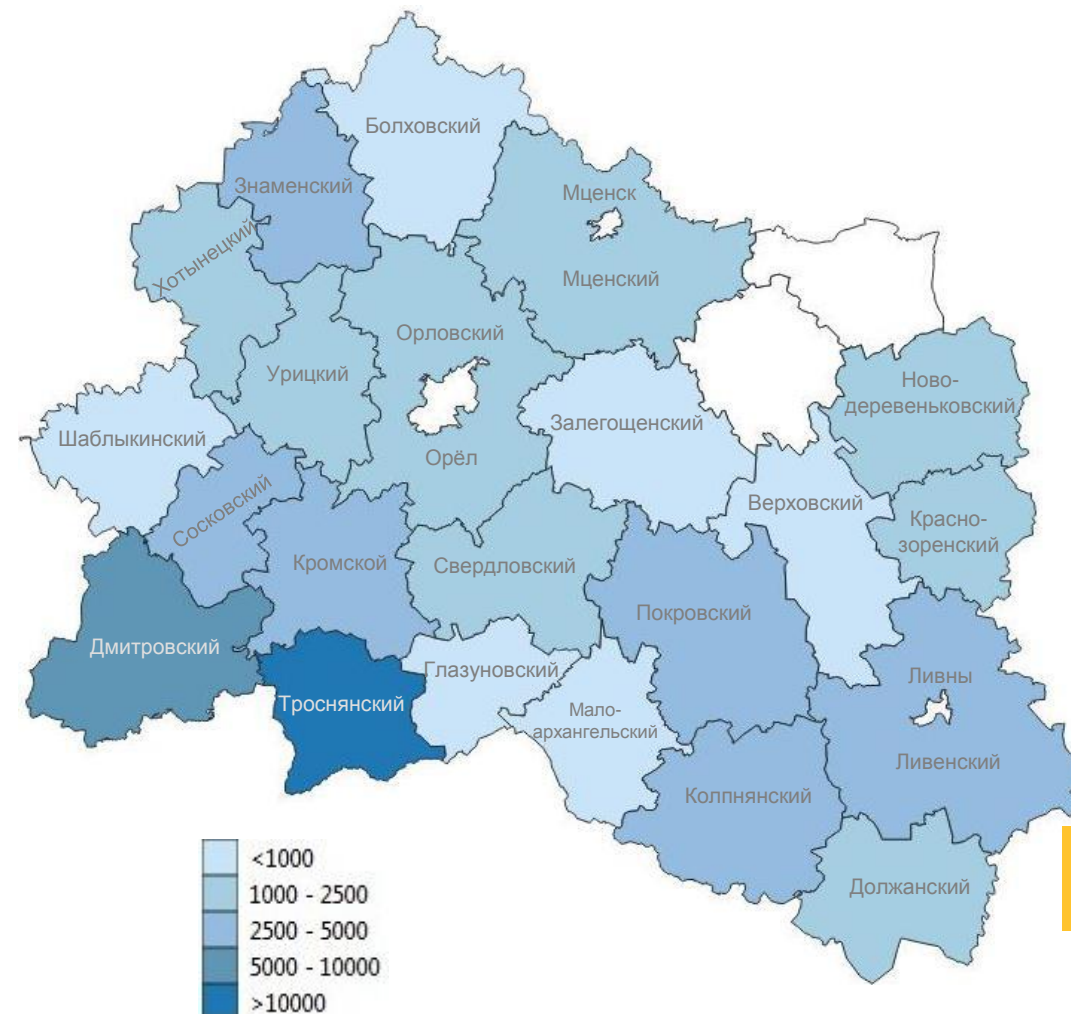 Болховский
Знаменский
Мценск
Хотынецкий
Мценский
Орловский
Урицкий
Ново-
деревеньковский
Шаблыкинский
Залегощенский
Орёл
Верховский
Сосковский
Красно-
зоренский
Кромской
Свердловский
Покровский
Дмитровский
Глазуновский
Ливны
Троснянский
Мало-
архангельский
Ливенский
Колпнянский
Должанский
<1000
1000 - 2500
2500 - 5000
5000 - 10000
>10000